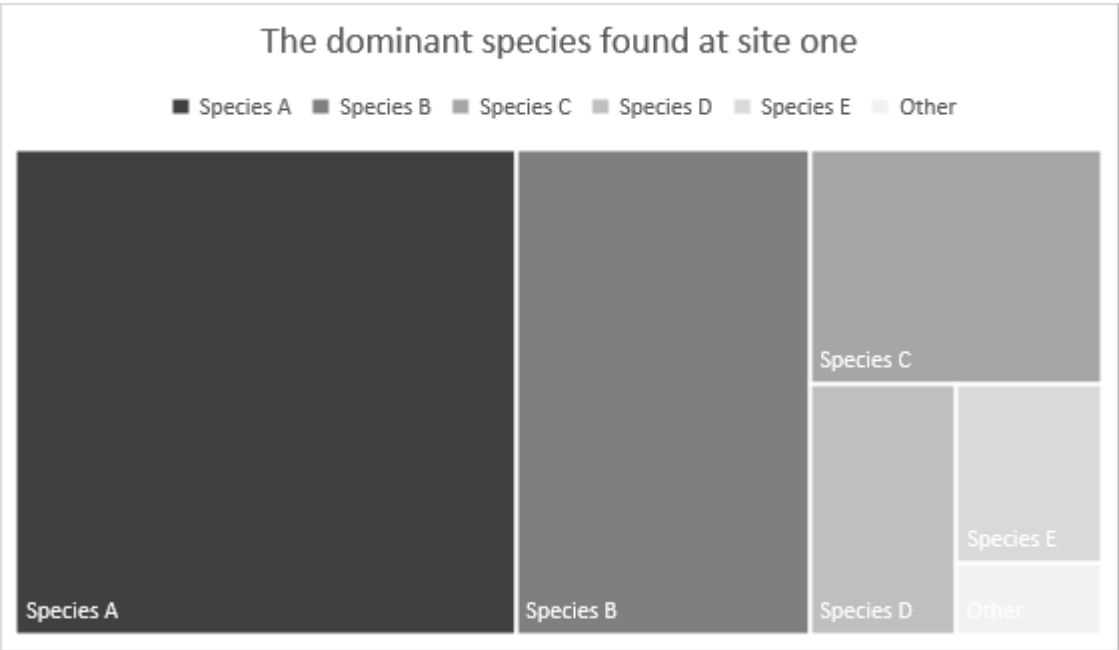 The dominant species found at site one
Species A Species B Species C Species D Species E Other
Species C
Species E
Species A
Species B
Species D
Other